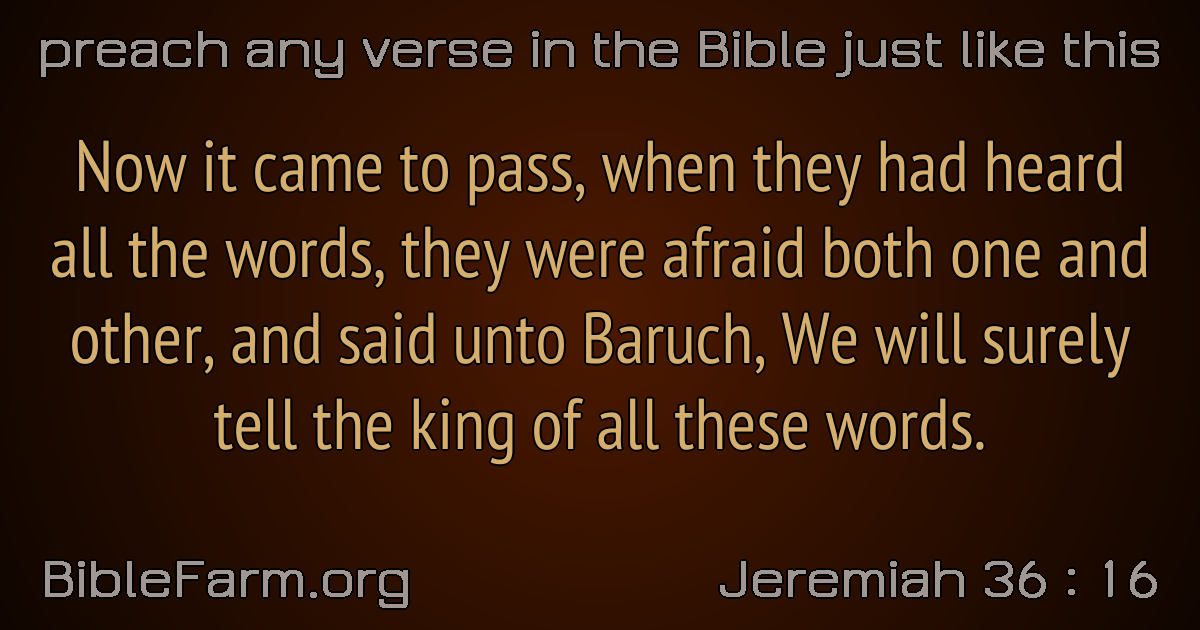 preach any verse in the Bible just like this
Now it came to pass, when they had heard
all the words, they were afraid both one and
other, and said unto Baruch, We will surely
tell the king of all these words.
BibleFarm.org
Jeremiah 36 : 16